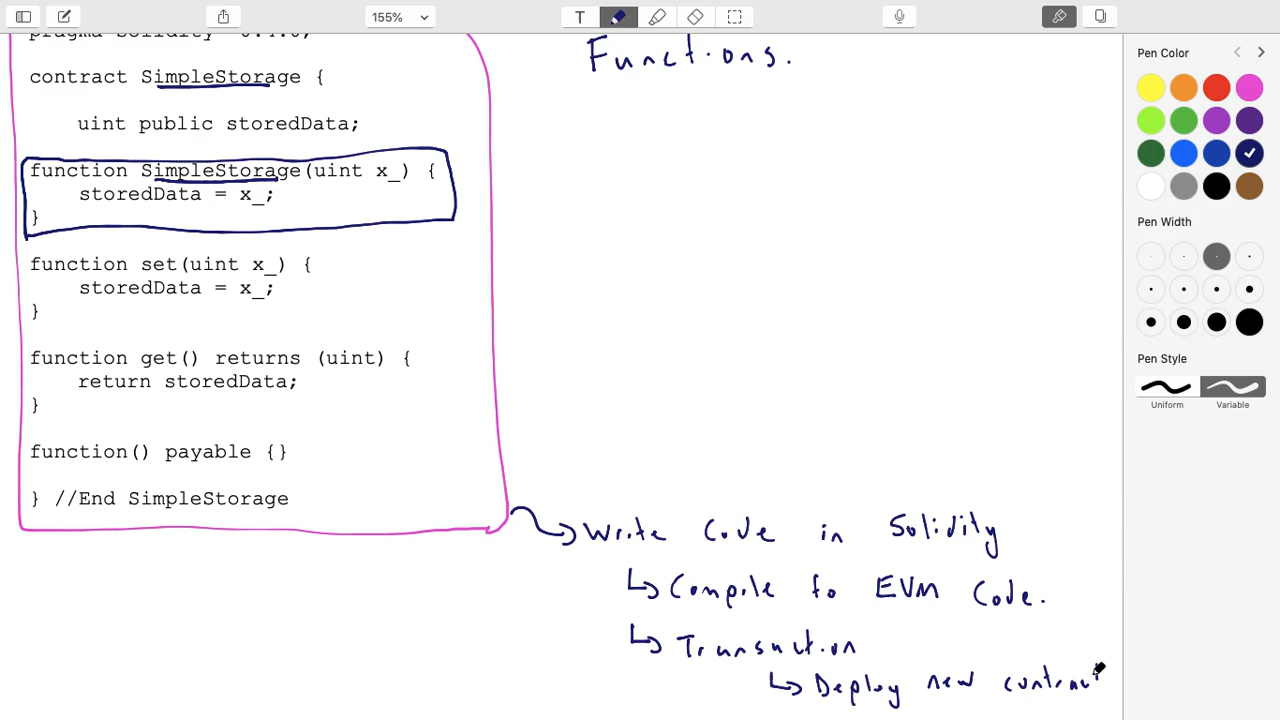 155%
T
Pen Color
Functions.
contract SimpleStorage {
uint public storedData;
function SimpleStorage(uint x_) {
storedData = x_;
}
function set(uint x_) {
storedData = x_;
}
function get() returns (uint) {
return storedData;
}
function() payable {}
} //End SimpleStorage
Write Code in Solidity
Compile to EVM Code.
Transaction
Deploy new contract
Pen Width
Pen Style
Uniform Variable